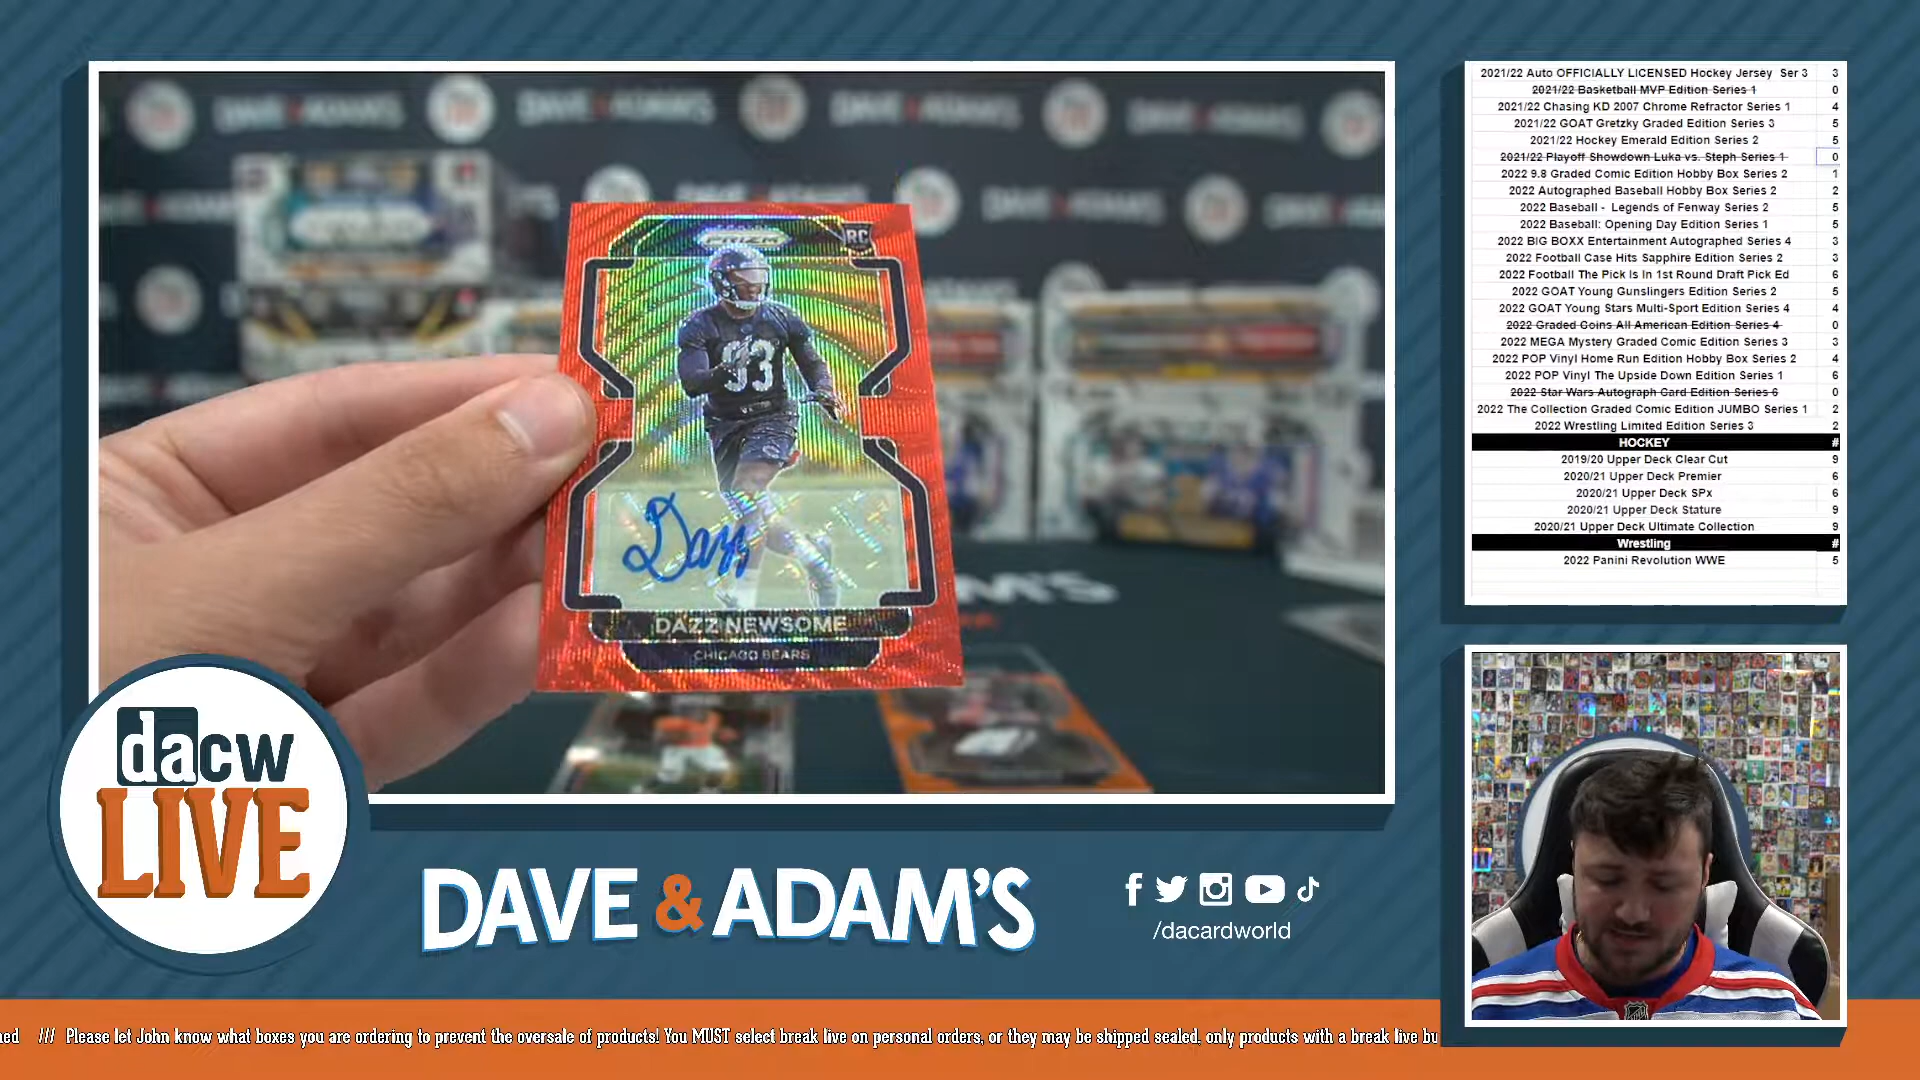 DAVE & ADAM'S
DAVE & ADAM'S
PRIZM
RC
93
Dazz
DAZZ NEWSOME
CHICAGO BEARS
2021/22 Auto OFFICIALLY LICENSED Hockey Jersey Ser 3 3
2021/22 Basketball MVP Edition Series 1 0
2021/22 Chasing KD 2007 Chrome Refractor Series 1 4
2021/22 GOAT Gretzky Graded Edition Series 3 5
2021/22 Hockey Emerald Edition Series 2 5
2021/22 Playoff Showdown Luka vs. Steph Series 1 0
2022 9.8 Graded Comic Edition Hobby Box Series 2 1
2022 Autographed Baseball Hobby Box Series 2 2
2022 Baseball - Legends of Fenway Series 2 5
2022 Baseball: Opening Day Edition Series 1 5
2022 BIG BOXX Entertainment Autographed Series 4 3
2022 Football Case Hits Sapphire Edition Series 2 3
2022 Football The Pick Is In 1st Round Draft Pick Ed 6
2022 GOAT Young Gunslingers Edition Series 2 5
2022 GOAT Young Stars Multi-Sport Edition Series 4 4
2022 Graded Coins All American Edition Series 4 0
2022 MEGA Mystery Graded Comic Edition Series 3 3
2022 POP Vinyl Home Run Edition Hobby Box Series 2 4
2022 POP Vinyl The Upside Down Edition Series 1 6
2022 Star Wars Autograph Card Edition Series 6 0
2022 The Collection Graded Comic Edition JUMBO Series 1 2
2022 Wrestling Limited Edition Series 3 2
HOCKEY #
2019/20 Upper Deck Clear Cut 9
2020/21 Upper Deck Premier 6
2020/21 Upper Deck SPx 6
2020/21 Upper Deck Stature 9
2020/21 Upper Deck Ultimate Collection 9
Wrestling #
2022 Panini Revolution WWE 5
dacw
LIVE
DAVE & ADAM'S
/dacardworld
ed /// Please let John know what boxes you are ordering to prevent the oversale of products! You MUST select break live on personal orders, or they may be shipped sealed, only products with a break live bu